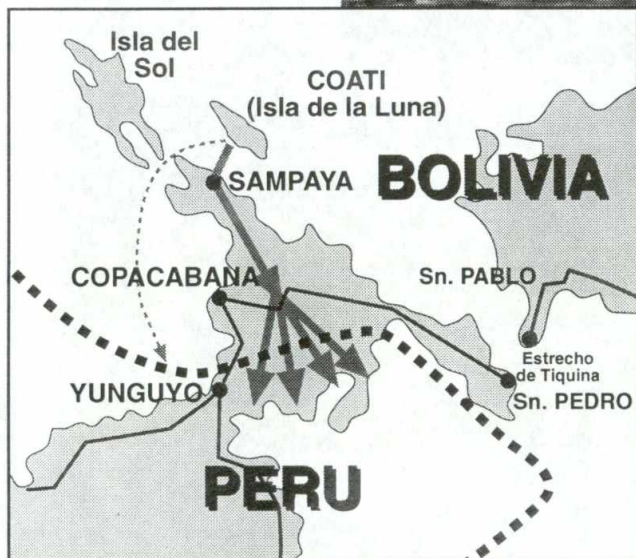 Isla del
Sol
COATI
(Isla de la Luna)
SAMPAYA
BOLIVIA
COPACABANA
Sn. PABLO
Estrecho
de Tiquina
YUNGUYO
Sn. PEDRO
PERU